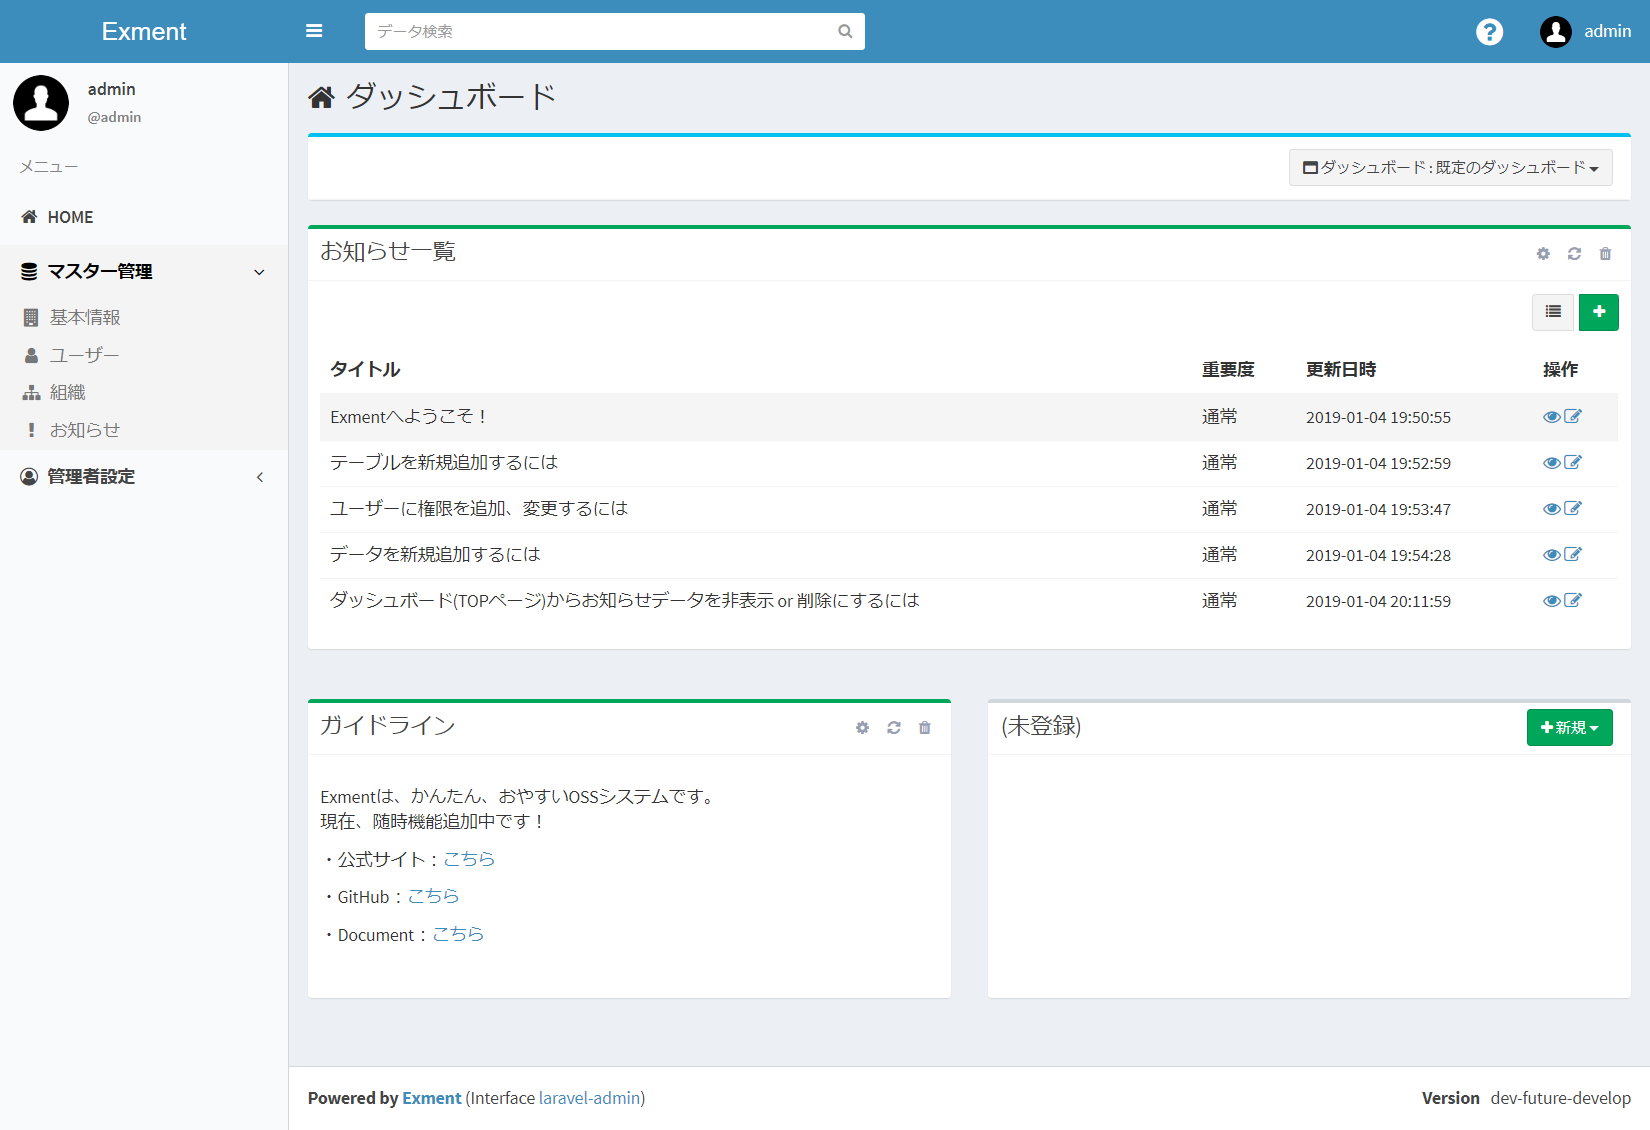 Exment
データ検索
admin
admin
@admin
メニュー
HOME
マスター管理
基本情報
ユーザー
組織
お知らせ
管理者設定
ダッシュボード
ダッシュボード : 既定のダッシュボード
お知らせ一覧
タイトル 重要度 更新日時 操作
Exmentへようこそ！ 通常 2019-01-04 19:50:55
テーブルを新規追加するには 通常 2019-01-04 19:52:59
ユーザーに権限を追加、変更するには 通常 2019-01-04 19:53:47
データを新規追加するには 通常 2019-01-04 19:54:28
ダッシュボード(TOPページ)からお知らせデータを非表示 or 削除にするには 通常 2019-01-04 20:11:59
ガイドライン
Exmentは、かんたん、おやすいOSSシステムです。
現在、随時機能追加中です！
・公式サイト：こちら
・GitHub：こちら
・Document：こちら
(未登録)
新規
Powered by Exment (Interface laravel-admin)
Version dev-future-develop